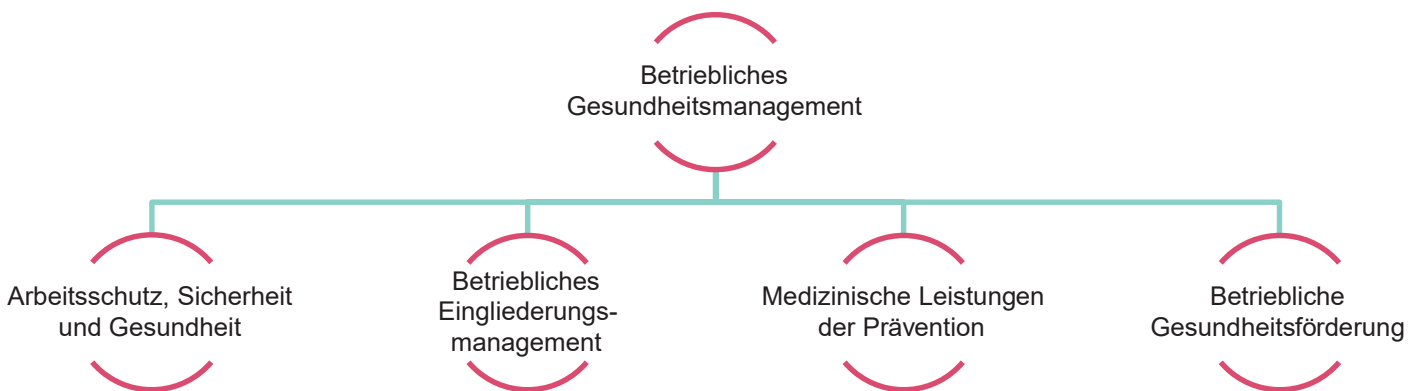 Betriebliches
Gesundheitsmanagement
Arbeitsschutz, Sicherheit
und Gesundheit
Betriebliches
Eingliederungs-
management
Medizinische Leistungen
der Prävention
Betriebliche
Gesundheitsförderung